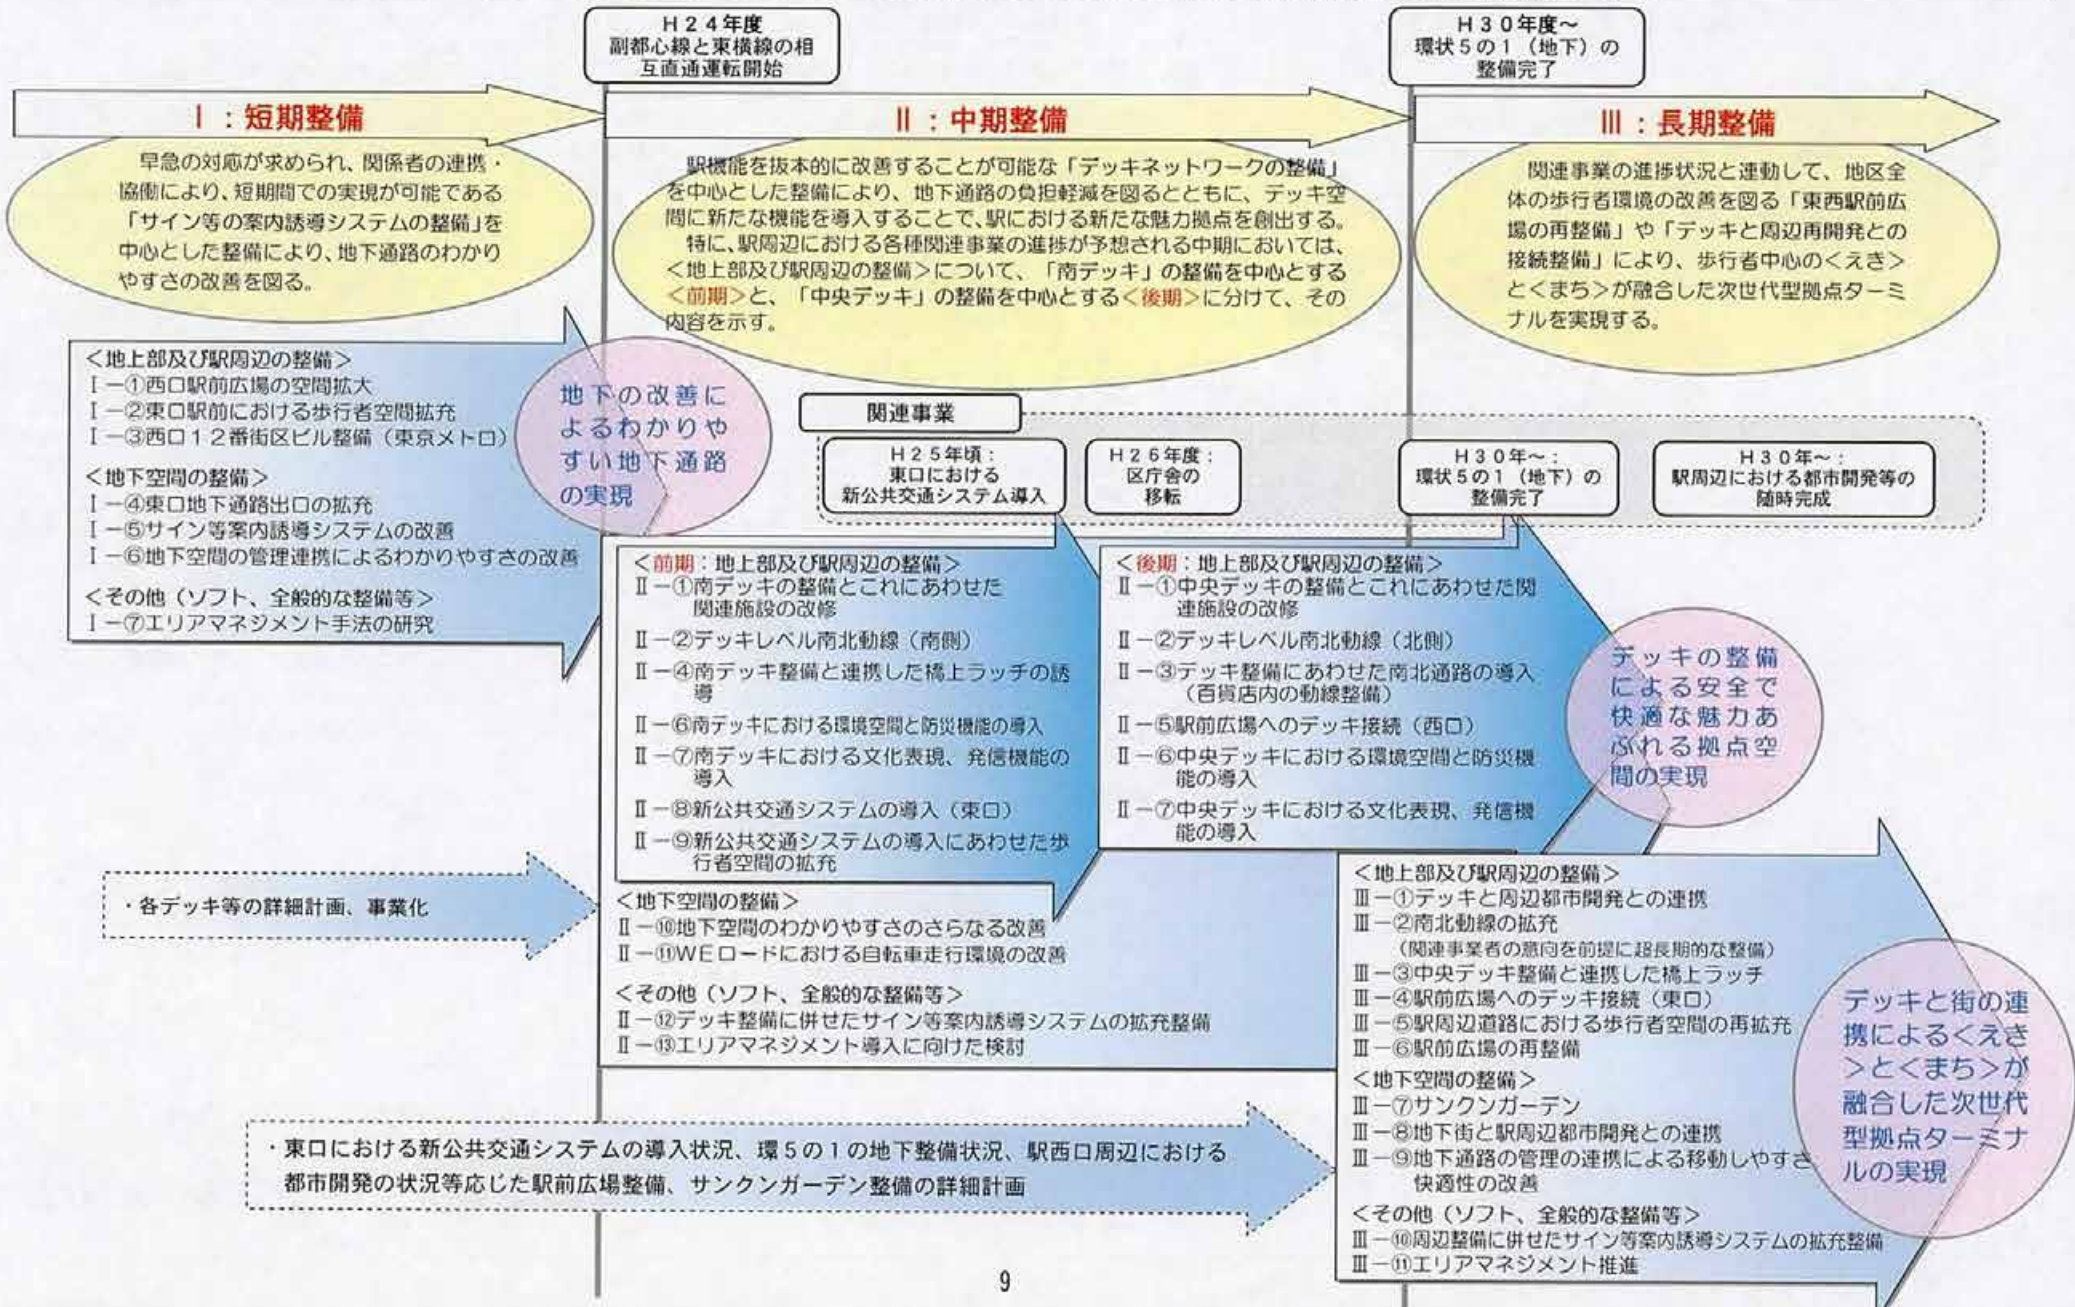 H24年度
副都心線と東横線の相
互直通運転開始
H30年度～
環状5の1（地下）の
整備完了
Ⅰ：短期整備
Ⅱ：中期整備
Ⅲ：長期整備
早急の対応が求められ、関係者の連携・
協働により、短期間での実現が可能である
「サイン等の案内誘導システムの整備」を
中心とした整備により、地下通路のわかり
やすさの改善を図る。
駅機能を抜本的に改善することが可能な「デッキネットワークの整備」
を中心とした整備により、地下通路の負担軽減を図るとともに、デッキ空
間に新たな機能を導入することで、駅における新たな魅力拠点を創出する。
特に、駅周辺における各種関連事業の進捗が予想される中期においては、
＜地上部及び駅周辺の整備＞について、「南デッキ」の整備を中心とする
＜前期＞と、「中央デッキ」の整備を中心とする＜後期＞に分けて、その
内容を示す。
関連事業の進捗状況と連動して、地区全
体の歩行者環境の改善を図る「東西駅前広
場の再整備」や「デッキと周辺再開発との
接続整備」により、歩行者中心の＜えき＞
と＜まち＞が融合した次世代型拠点ターミ
ナルを実現する。
＜地上部及び駅周辺の整備＞
Ⅰ－①西口駅前広場の空間拡大
Ⅰ－②東口駅前における歩行者空間拡充
Ⅰ－③西口12番街区ビル整備（東京メトロ）
＜地下空間の整備＞
Ⅰ－④東口地下通路出口の拡充
Ⅰ－⑤サイン等案内誘導システムの改善
Ⅰ－⑥地下空間の管理連携によるわかりやすさの改善
＜その他（ソフト、全般的な整備等＞
Ⅰ－⑦エリアマネジメント手法の研究
地下の改善に
よるわかりや
すい地下通路
の実現
関連事業
H25年頃：
東口における
新公共交通システム導入
H26年度：
区庁舎の
移転
H30年～：
環状5の1（地下）の
整備完了
H30年～：
駅周辺における都市開発等の
随時完成
＜前期：地上部及び駅周辺の整備＞
Ⅱ－①南デッキの整備とこれにあわせた
関連施設の改修
Ⅱ－②デッキレベル南北動線（南側）
Ⅱ－④南デッキ整備と連携した橋上ラッチの誘
導
Ⅱ－⑥南デッキにおける環境空間と防災機能の導入
Ⅱ－⑦南デッキにおける文化表現、発信機能の
導入
Ⅱ－⑧新公共交通システムの導入（東口）
Ⅱ－⑨新公共交通システムの導入にあわせた歩
行者空間の拡充
＜後期：地上部及び駅周辺の整備＞
Ⅱ－①中央デッキの整備とこれにあわせた関
連施設の改修
Ⅱ－②デッキレベル南北動線（北側）
Ⅱ－③デッキ整備にあわせた南北通路の導入
（百貨店内の動線整備）
Ⅱ－⑤駅前広場へのデッキ接続（西口）
Ⅱ－⑥中央デッキにおける環境空間と防災機
能の導入
Ⅱ－⑦中央デッキにおける文化表現、発信機
能の導入
デッキの整備
による安全で
快適な魅力あ
ふれる拠点空
間の実現
・各デッキ等の詳細計画、事業化
＜地下空間の整備＞
Ⅱ－⑩地下空間のわかりやすさのさらなる改善
Ⅱ－⑪WEロードにおける自転車走行環境の改善
＜その他（ソフト、全般的な整備等＞
Ⅱ－⑫デッキ整備に併せたサイン等案内誘導システムの拡充整備
Ⅱ－⑬エリアマネジメント導入に向けた検討
・東口における新公共交通システムの導入状況、環5の1の地下整備状況、駅西口周辺における
都市開発の状況等応じた駅前広場整備、サンクンガーデン整備の詳細計画
＜地上部及び駅周辺の整備＞
Ⅲ－①デッキと周辺都市開発との連携
Ⅲ－②南北動線の拡充
（関連事業者の意向を前提に超長期的な整備）
Ⅲ－③中央デッキ整備と連携した橋上ラッチ
Ⅲ－④駅前広場へのデッキ接続（東口）
Ⅲ－⑤駅周辺道路における歩行者空間の再拡充
Ⅲ－⑥駅前広場の再整備
＜地下空間の整備＞
Ⅲ－⑦サンクンガーデン
Ⅲ－⑧地下街と駅周辺都市開発との連携
Ⅲ－⑨地下通路の管理の連携による移動しやすさ
快適性の改善
＜その他（ソフト、全般的な整備等＞
Ⅲ－⑩周辺整備に併せたサイン等案内誘導システムの拡充整備
Ⅲ－⑪エリアマネジメント推進
デッキと街の連
携による＜えき
＞と＜まち＞が
融合した次世代
型拠点ターミナ
ルの実現
9